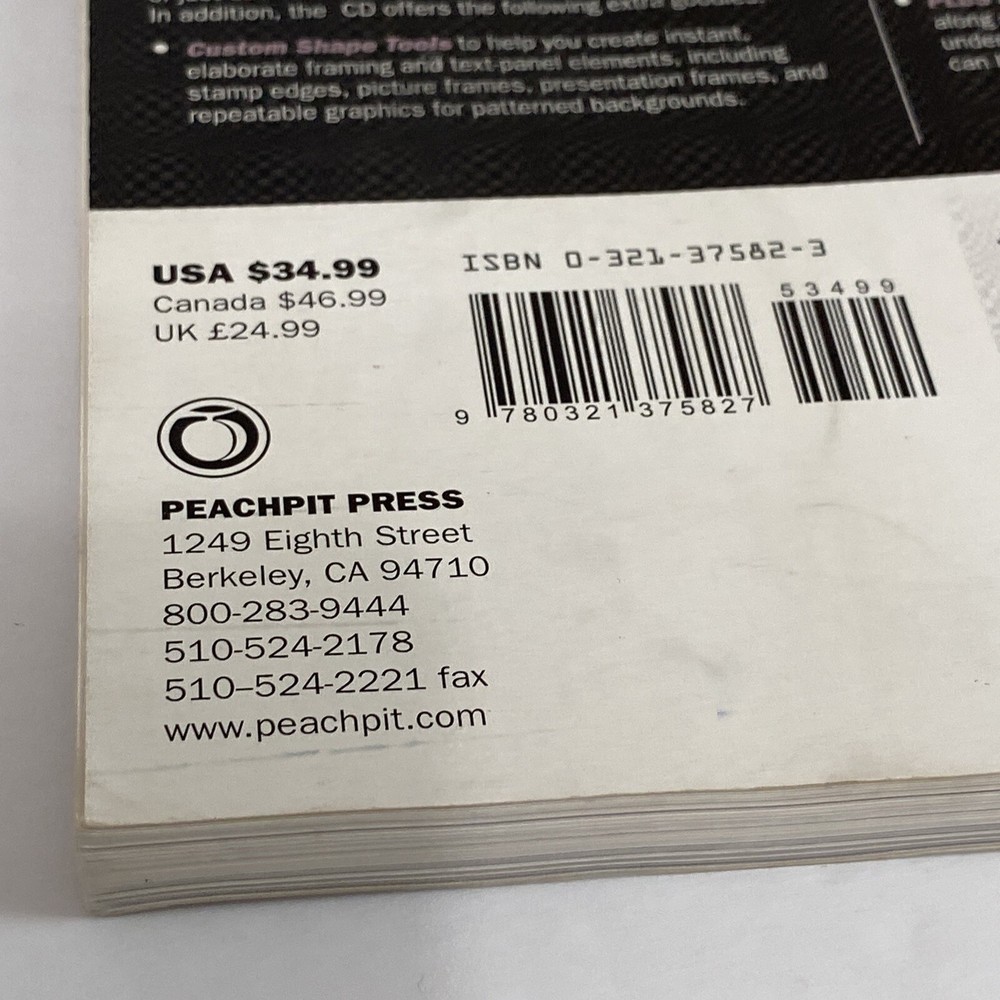 In addition, the CD offers the following extra goodies:
• Custom Shape Tools to help you create instant,
elaborate framing and text-panel elements, including
stamp edges, picture frames, presentation frames, and
repeatable graphics for patterned backgrounds.
along
under
can
USA $34.99
Canada $46.99
UK £24.99
ISBN 0-321-37582-3
53499
9 780321 375827
PEACHPIT PRESS
1249 Eighth Street
Berkeley, CA 94710
800-283-9444
510-524-2178
510–524-2221 fax
www.peachpit.com